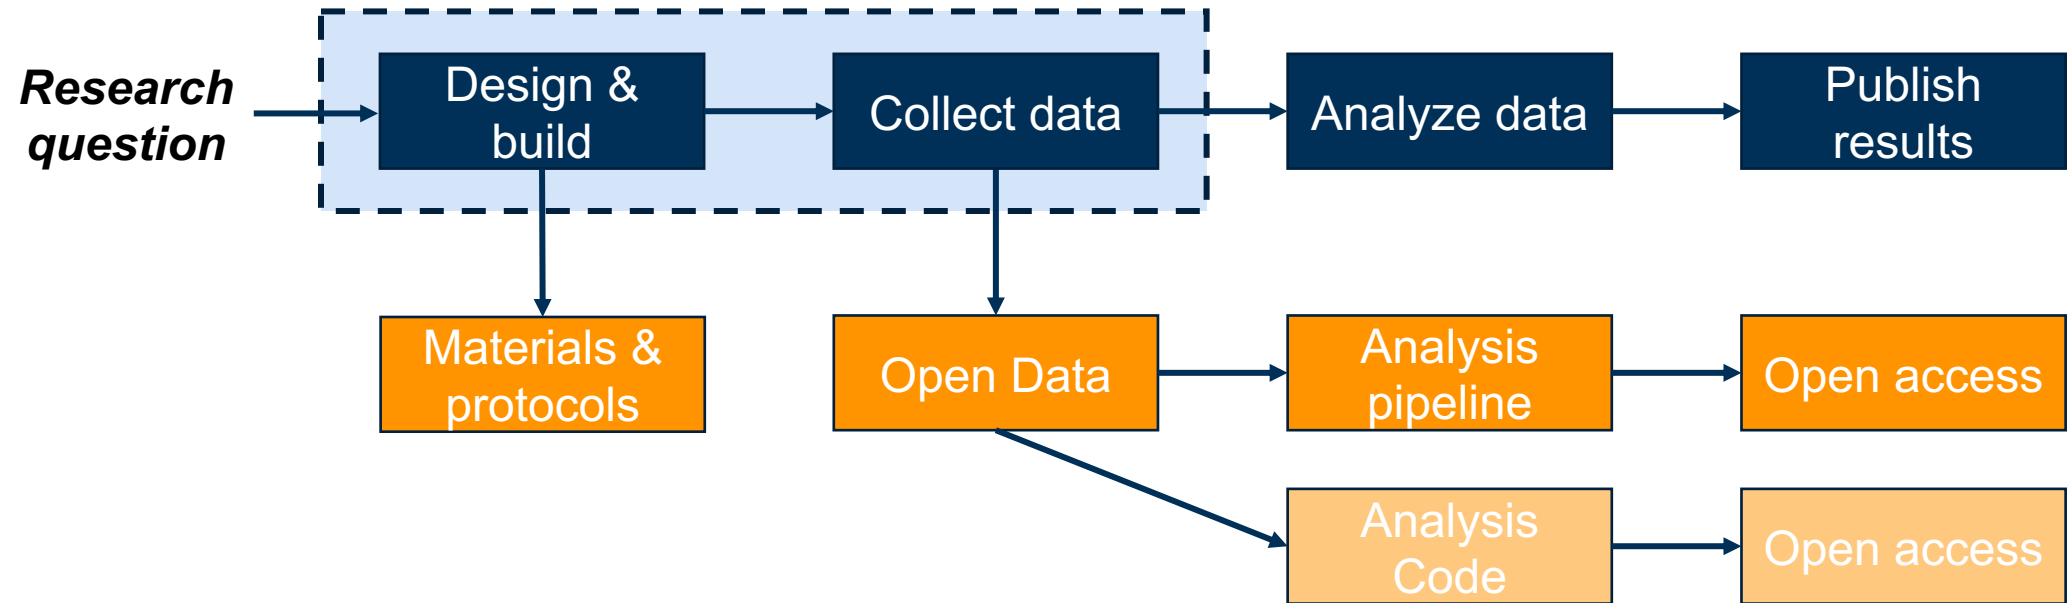 Research
question
Design &
build
Collect data
Analyze data
Publish
results
Materials &
protocols
Open Data
Analysis
pipeline
Open access
Analysis
Code
Open access